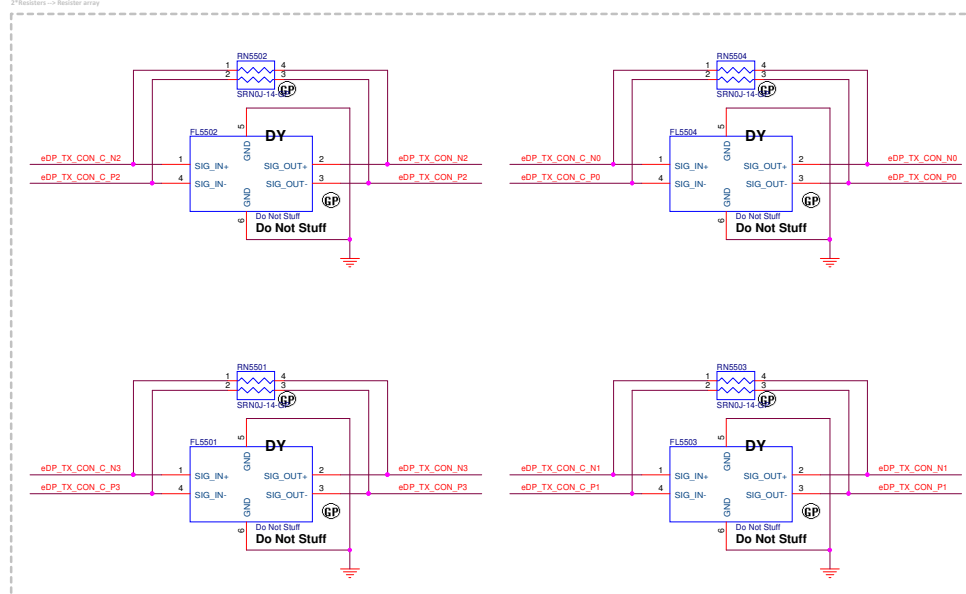 2*Resisters --> Resister array
RN5502
1 4
2 3
SRN0J-14-GP
GP
FL5502
5
DY
GND
eDP_TX_CON_C_N2 1 SIG_IN+ SIG_OUT+ 2 eDP_TX_CON_N2
eDP_TX_CON_C_P2 4 SIG_IN- SIG_OUT- 3 eDP_TX_CON_P2
GND
GP
6
Do Not Stuff
Do Not Stuff
RN5504
1 4
2 3
SRN0J-14-GP
GP
FL5504
5
DY
GND
eDP_TX_CON_C_N0 1 SIG_IN+ SIG_OUT+ 2 eDP_TX_CON_N0
eDP_TX_CON_C_P0 4 SIG_IN- SIG_OUT- 3 eDP_TX_CON_P0
GND
GP
6
Do Not Stuff
Do Not Stuff
RN5501
1 4
2 3
SRN0J-14-GP
GP
FL5501
5
DY
GND
eDP_TX_CON_C_N3 1 SIG_IN+ SIG_OUT+ 2 eDP_TX_CON_N3
eDP_TX_CON_C_P3 4 SIG_IN- SIG_OUT- 3 eDP_TX_CON_P3
GND
GP
6
Do Not Stuff
Do Not Stuff
RN5503
1 4
2 3
SRN0J-14-GP
GP
FL5503
5
DY
GND
eDP_TX_CON_C_N1 1 SIG_IN+ SIG_OUT+ 2 eDP_TX_CON_N1
eDP_TX_CON_C_P1 4 SIG_IN- SIG_OUT- 3 eDP_TX_CON_P1
GND
GP
6
Do Not Stuff
Do Not Stuff